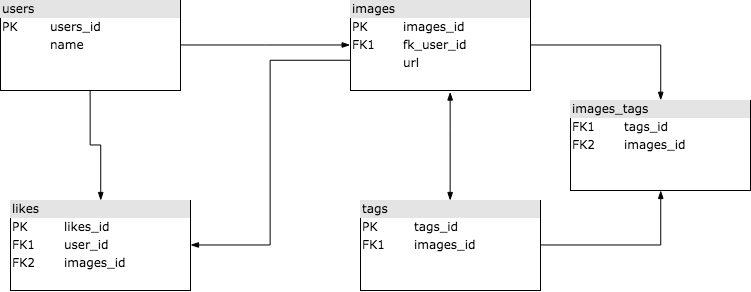 users
PK users_id
name
images
PK images_id
FK1 fk_user_id
url
images_tags
FK1 tags_id
FK2 images_id
likes
PK likes_id
FK1 user_id
FK2 images_id
tags
PK tags_id
FK1 images_id